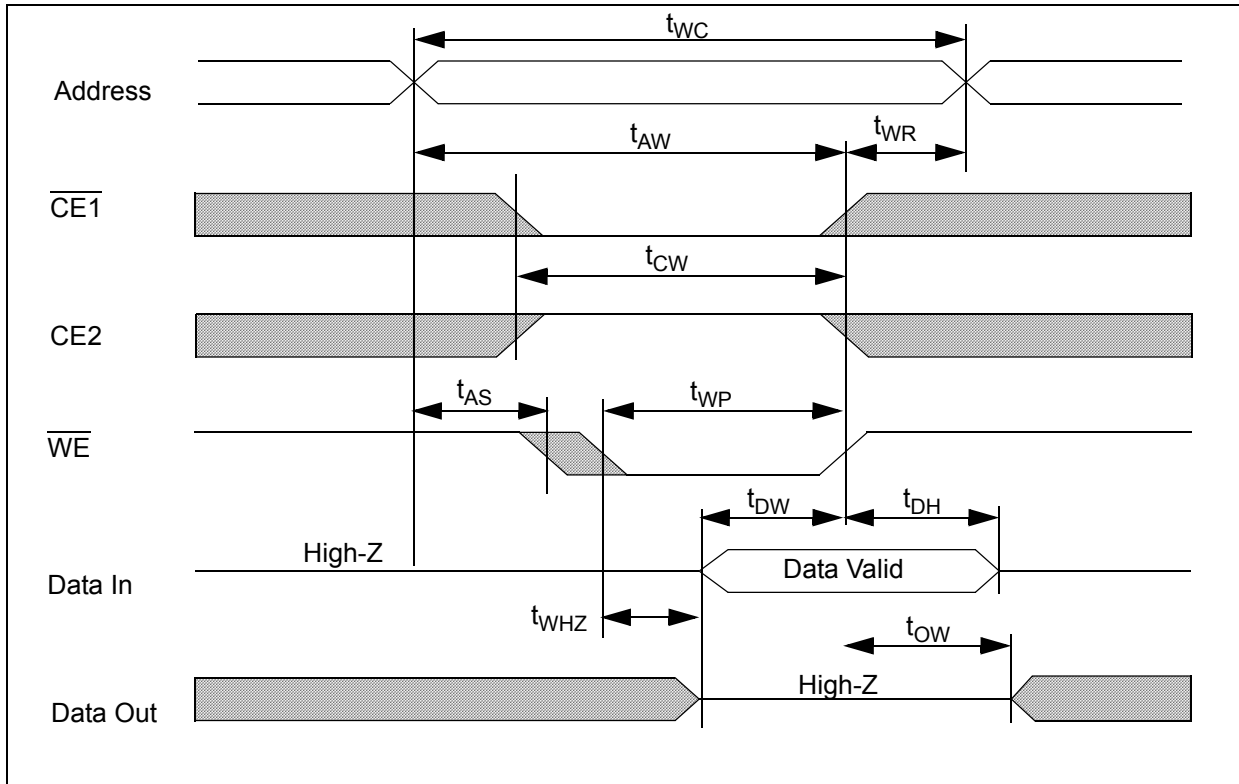 tWC
Address
tAW
tWR
CE1
tCW
CE2
tAS
tWP
WE
tDW
tDH
High-Z
Data Valid
Data In
tWHZ
tOW
High-Z
Data Out